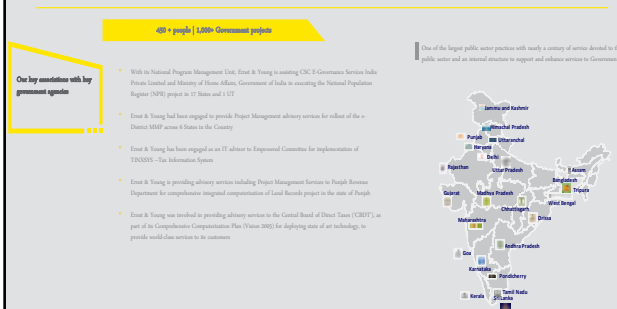 450 + people | 1,000+ Government projects
Our key associations with key
government agencies
With its National Program Management Unit, Ernst & Young is assisting CSC E-Governance Services India
Private Limited and Ministry of Home Affairs, Government of India in executing the National Population
Register (NPR) project in 17 States and 1 UT
Ernst & Young had been engaged to provide Project Management advisory services for rollout of the e-
District MMP across 6 States in the Country
Ernst & Young has been engaged as an IT adviser to Empowered Committee for implementation of
TINXSYS –Tax Information System
Ernst & Young is providing advisory services including Project Management Services to Punjab Revenue
Department for comprehensive integrated computerisation of Land Records project in the state of Punjab
Ernst & Young was involved in providing advisory services to the Central Board of Direct Taxes ('CBDT'), as
part of its Comprehensive Computerisation Plan (Vision 2005) for deploying state of art technology, to
provide world-class services to its customers
One of the largest public sector practices with nearly a century of service devoted to
public sector and an internal structure to support and enhance services to Government
Jammu and Kashmir
Himachal Pradesh
Punjab
Uttaranchal
Haryana
Delhi
Rajasthan
Uttar Pradesh
Assam
Bangladesh
Tripura
Gujarat
Madhya Pradesh
West Bengal
Chhattisgarh
Orissa
Maharashtra
Andhra Pradesh
Goa
Karnataka
Pondicherry
Tamil Nadu
Kerala
Sri Lanka